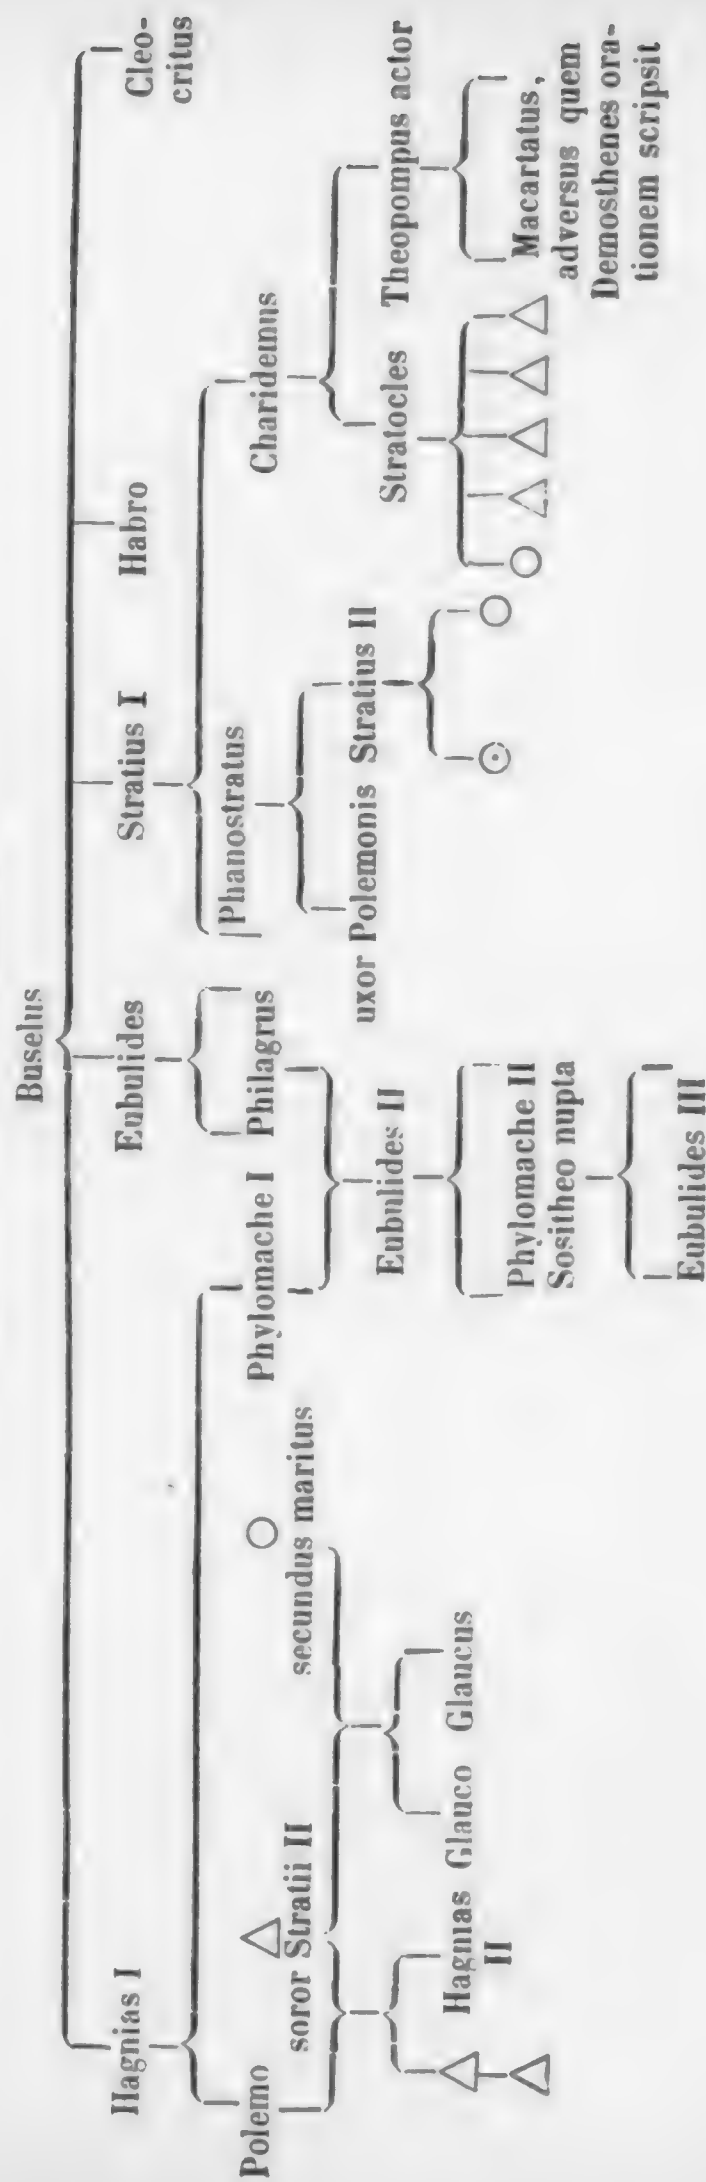 Buselus
Hagnias I
Eubulides
Stratius I
Habro
Cleo-
critus
Polemo
soror Stratii II
secundus maritus
Phylomache I
Philagrus
Phanostratus
Charidemus
Hagnias
II
Glauco
Glaucus
Eubulides II
uxor Polemonis
Stratius II
Stratocles
Theopompus actor
Phylomache II
Sositheo nupta
Macartatus,
adversus quem
Demosthenes ora-
tionem scripsit
Eubulides III